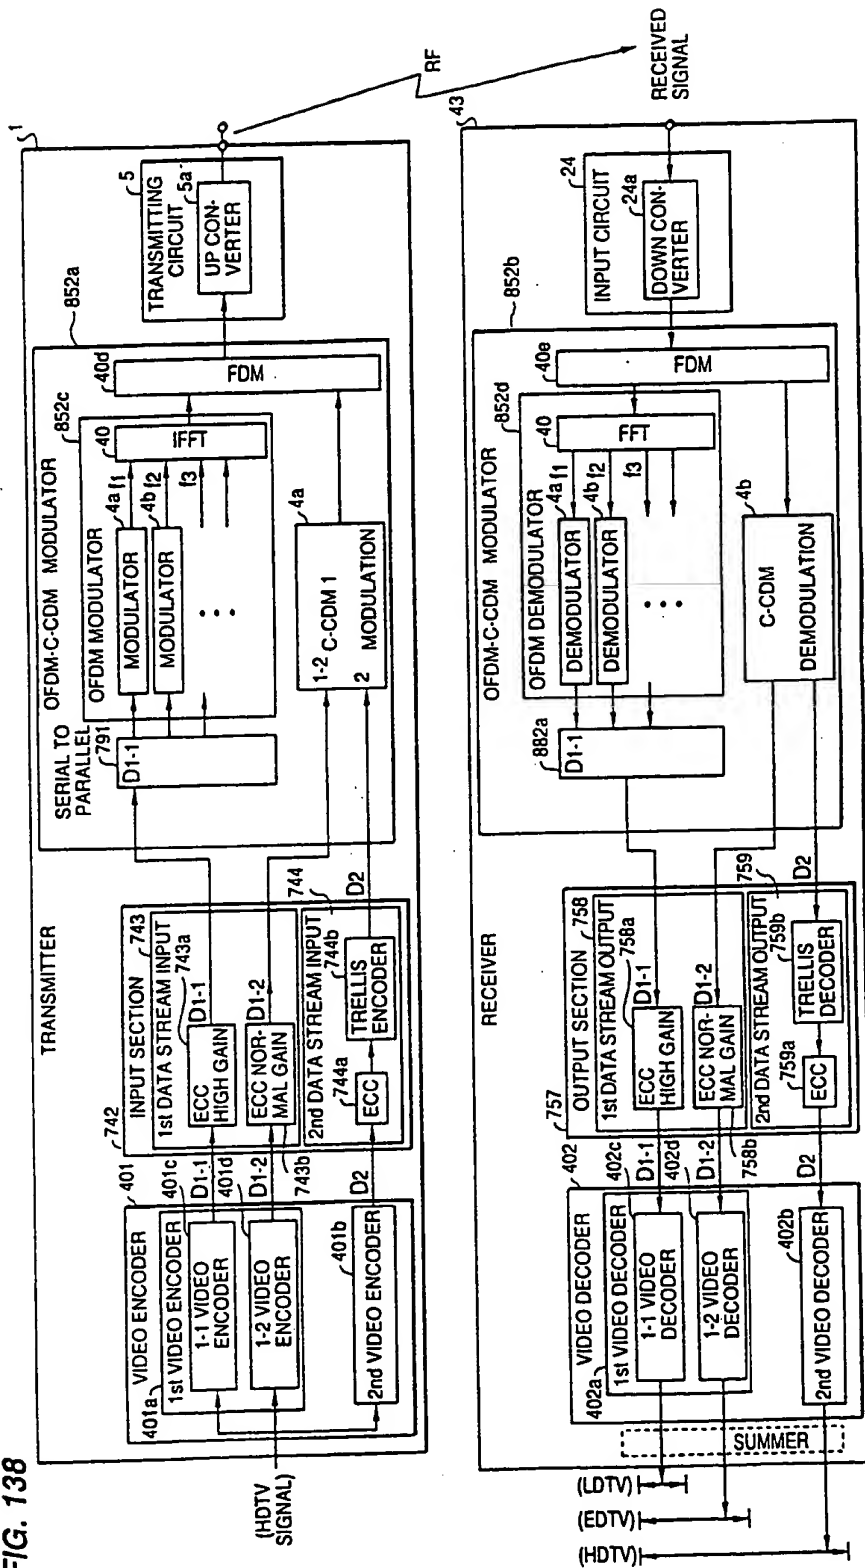 FIG. 138
TRANSMITTER
1
(HDTV
SIGNAL)
401
VIDEO ENCODER
401a
1st VIDEO ENCODER
401c
1-1 VIDEO
ENCODER
401d
1-2 VIDEO
ENCODER
401b
2nd VIDEO ENCODER
D1-1
D1-2
D2
742
INPUT SECTION
743
1st DATA STREAM INPUT
743a
ECC
HIGH GAIN
D1-1
ECC NOR-
MAL GAIN
D1-2
743b
744
2nd DATA STREAM INPUT
744a
ECC
744b
TRELLIS
ENCODER
D2
852a
OFDM-C-CDM MODULATOR
SERIAL TO
PARALLEL
791
D1-1
852c
OFDM MODULATOR
4a
MODULATOR
f1
4b
MODULATOR
f2
f3
40
IFFT
4a
1-2
C-CDM 1
2
MODULATION
40d
FDM
5
TRANSMITTING
CIRCUIT
5a
UP CON-
VERTER
RF
RECEIVED
SIGNAL
RECEIVER
43
24
INPUT CIRCUIT
24a
DOWN CON-
VERTER
852b
OFDM-C-CDM MODULATOR
40e
FDM
852d
OFDM DEMODULATOR
40
FFT
4a
DEMODULATOR
f1
4b
DEMODULATOR
f2
f3
882a
D1-1
4b
C-CDM
DEMODULATION
757
OUTPUT SECTION
758
1st DATA STREAM OUTPUT
758a
ECC
HIGH GAIN
D1-1
ECC NOR-
MAL GAIN
D1-2
758b
759
2nd DATA STREAM OUTPUT
759a
ECC
759b
TRELLIS
DECODER
D2
402
VIDEO DECODER
402a
1st VIDEO DECODER
402c
1-1 VIDEO
DECODER
D1-1
402d
1-2 VIDEO
DECODER
D1-2
402b
2nd VIDEO DECODER
D2
SUMMER
(LDTV)
(EDTV)
(HDTV)